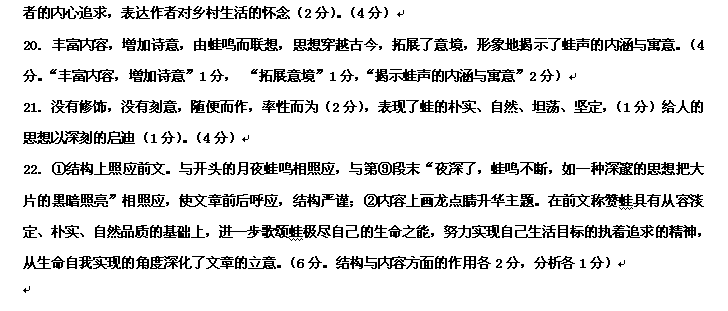 者的内心追求，表达作者对乡村生活的怀念（2分）。（4分）
20．丰富内容，增加诗意，由蛙鸣而联想，思想穿越古今，拓展了意境，形象地揭示了蛙声的内涵与寓意。（4
分。“丰富内容，增加诗意”1分， “拓展意境”1分，“揭示蛙声的内涵与寓意”2分）
21．没有修饰，没有刻意，随便而作，率性而为（2分），表现了蛙的朴实、自然、坦荡、坚定，（1分）给人的
思想以深刻的启迪（1分）。（4分）
22．①结构上照应前文。与开头的月夜蛙鸣相照应，与第⑨段末“夜深了，蛙鸣不断，如一种深邃的思想把大
片的黑暗照亮”相照应，使文章前后呼应，结构严谨；②内容上画龙点睛升华主题。在前文称赞蛙具有从容淡
定、朴实、自然品质的基础上，进一步歌颂蛙极尽自己的生命之能，努力实现自己生活目标的执着追求的精神，
从生命自我实现的角度深化了文章的立意。（6分。结构与内容方面的作用各2分，分析各1分）